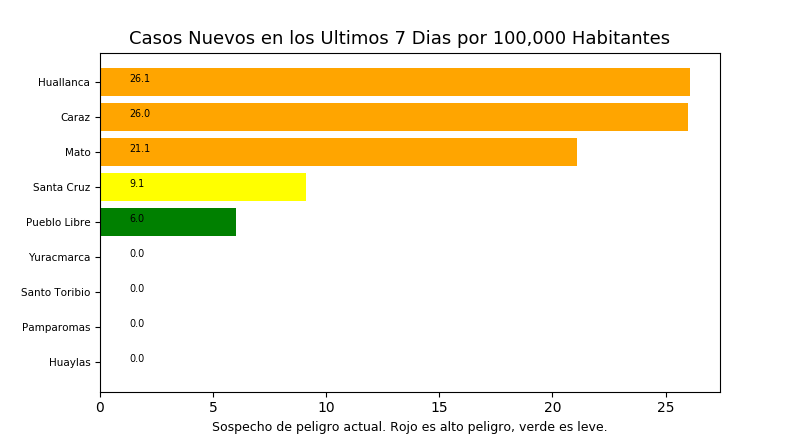 Casos Nuevos en los Ultimos 7 Dias por 100,000 Habitantes
Huallanca 26.1
Caraz 26.0
Mato 21.1
Santa Cruz 9.1
Pueblo Libre 6.0
Yuracmarca 0.0
Santo Toribio 0.0
Pamparomas 0.0
Huaylas 0.0
0 5 10 15 20 25
Sospecho de peligro actual. Rojo es alto peligro, verde es leve.